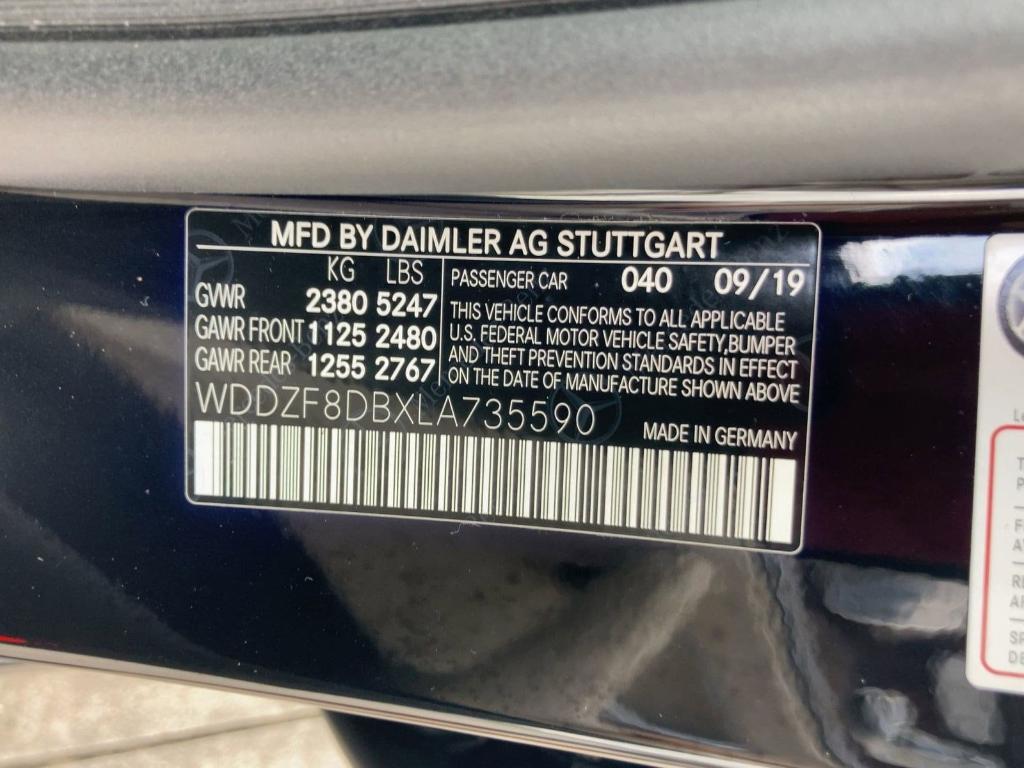 MFD BY DAIMLER AG STUTTGART
KG LBS
GVWR 2380 5247
GAWR FRONT 1125 2480
GAWR REAR 1255 2767
PASSENGER CAR 040 09/19
THIS VEHICLE CONFORMS TO ALL APPLICABLE
U.S. FEDERAL MOTOR VEHICLE SAFETY,BUMPER
AND THEFT PREVENTION STANDARDS IN EFFECT
ON THE DATE OF MANUFACTURE SHOWN ABOVE
WDDZF8DBXLA735590
MADE IN GERMANY